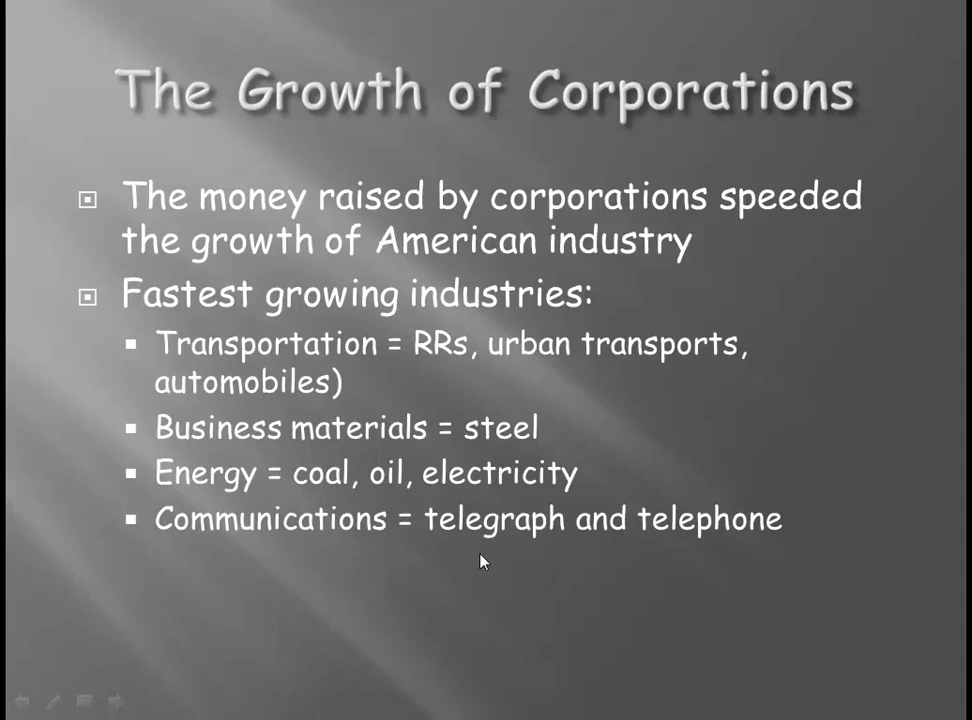 The Growth of Corporations
The money raised by corporations speeded
the growth of American industry
Fastest growing industries:
Transportation = RRs, urban transports,
automobiles)
Business materials = steel
Energy = coal, oil, electricity
Communications = telegraph and telephone